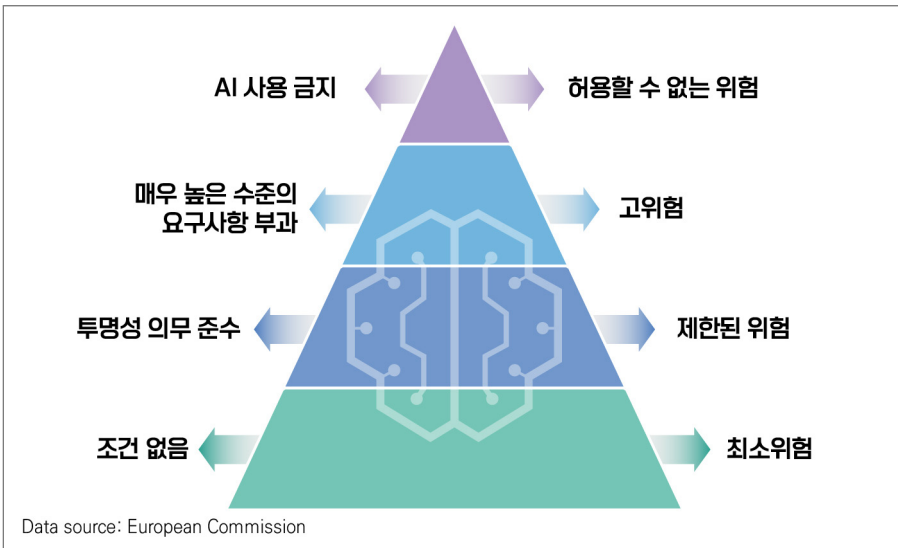 AI 사용 금지
허용할 수 없는 위험
매우 높은 수준의
요구사항 부과
고위험
투명성 의무 준수
제한된 위험
조건 없음
최소위험
Data source: European Commission